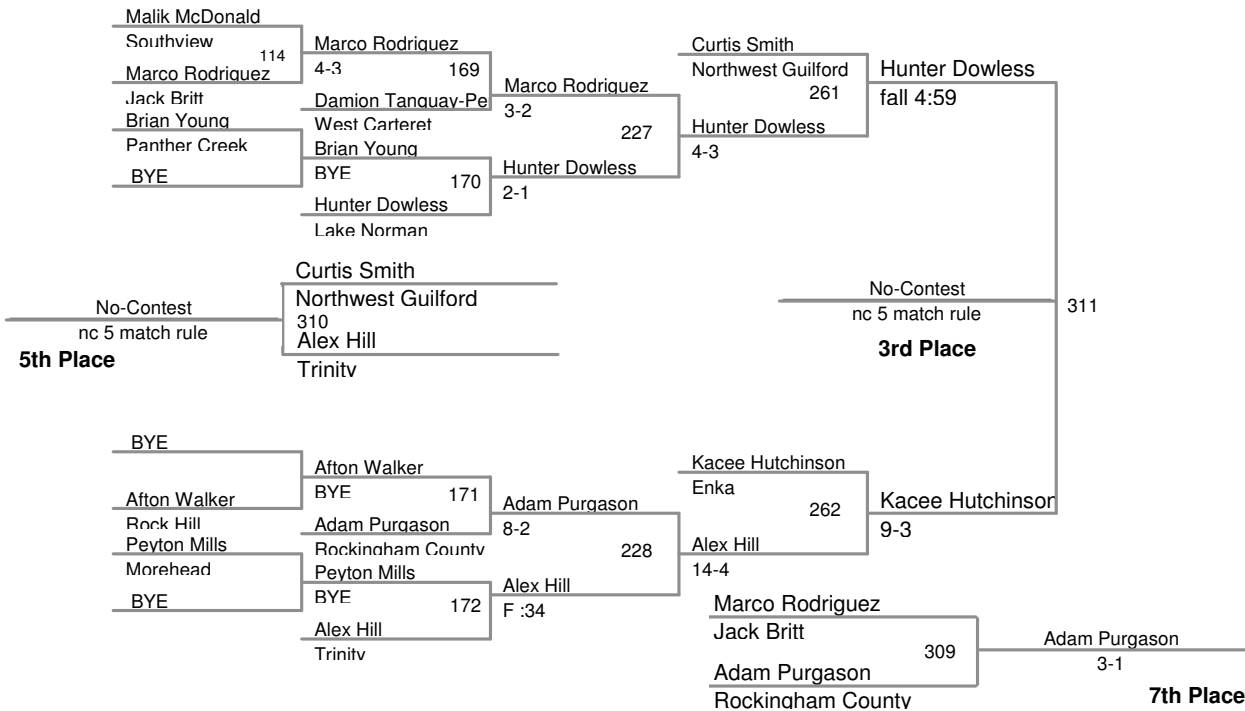 Malik McDonald
Southview
114
Marco Rodriguez
Jack Britt
Brian Young
Panther Creek
BYE
Marco Rodriguez
4-3
169
Damion Tanguay-Pe
West Carteret
Brian Young
BYE
170
Hunter Dowless
Lake Norman
Marco Rodriguez
3-2
227
Hunter Dowless
2-1
Curtis Smith
Northwest Guilford
261
Hunter Dowless
4-3
Hunter Dowless
fall 4:59
Curtis Smith
Northwest Guilford
310
Alex Hill
Trinity
No-Contest
nc 5 match rule
5th Place
No-Contest
nc 5 match rule
3rd Place
311
BYE
Afton Walker
Rock Hill
Peyton Mills
Morehead
BYE
Afton Walker
BYE
171
Adam Purgason
Rockingham County
Peyton Mills
BYE
172
Alex Hill
Trinity
Adam Purgason
8-2
228
Alex Hill
F :34
Kacee Hutchinson
Enka
262
Alex Hill
14-4
Kacee Hutchinson
9-3
Marco Rodriguez
Jack Britt
309
Adam Purgason
Rockingham County
Adam Purgason
3-1
7th Place